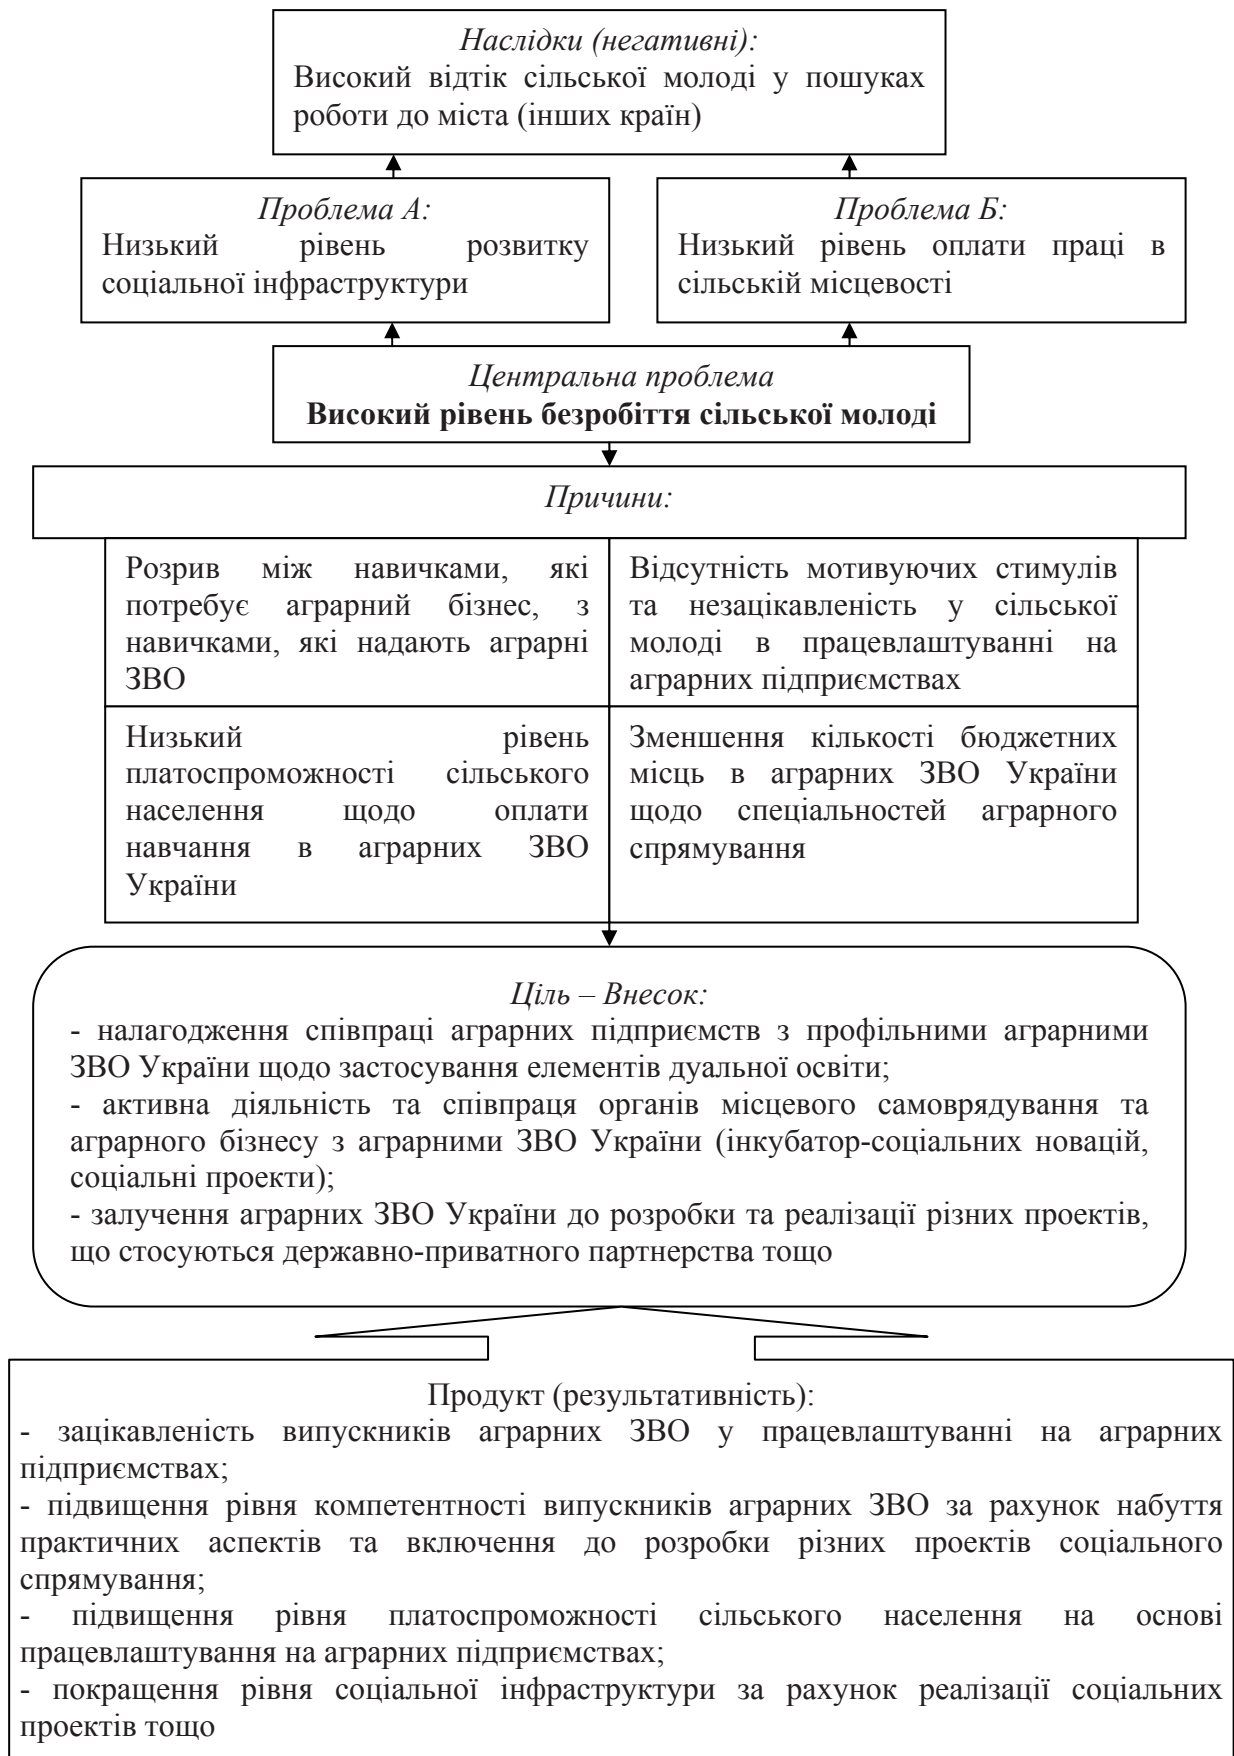 Наслідки (негативні):
Високий відтік сільської молоді у пошуках
роботи до міста (інших країн)
Проблема А:
Низький рівень розвитку
соціальної інфраструктури
Проблема Б:
Низький рівень оплати праці в
сільській місцевості
Центральна проблема
Високий рівень безробіття сільської молоді
Причини:
Розрив між навичками, які
потребує аграрний бізнес, з
навичками, які надають аграрні
ЗВО
Відсутність мотивуючих стимулів
та незацікавленість у сільської
молоді в працевлаштуванні на
аграрних підприємствах
Низький рівень
платоспроможності сільського
населення щодо оплати
навчання в аграрних ЗВО
України
Зменшення кількості бюджетних
місць в аграрних ЗВО України
щодо спеціальностей аграрного
спрямування
Ціль – Внесок:
- налагодження співпраці аграрних підприємств з профільними аграрними
ЗВО України щодо застосування елементів дуальної освіти;
- активна діяльність та співпраця органів місцевого самоврядування та
аграрного бізнесу з аграрними ЗВО України (інкубатор-соціальних новацій,
соціальні проекти);
- залучення аграрних ЗВО України до розробки та реалізації різних проектів,
що стосуються державно-приватного партнерства тощо
Продукт (результативність):
- зацікавленість випускників аграрних ЗВО у працевлаштуванні на аграрних
підприємствах;
- підвищення рівня компетентності випускників аграрних ЗВО за рахунок набуття
практичних аспектів та включення до розробки різних проектів соціального
спрямування;
- підвищення рівня платоспроможності сільського населення на основі
працевлаштування на аграрних підприємствах;
- покращення рівня соціальної інфраструктури за рахунок реалізації соціальних
проектів тощо